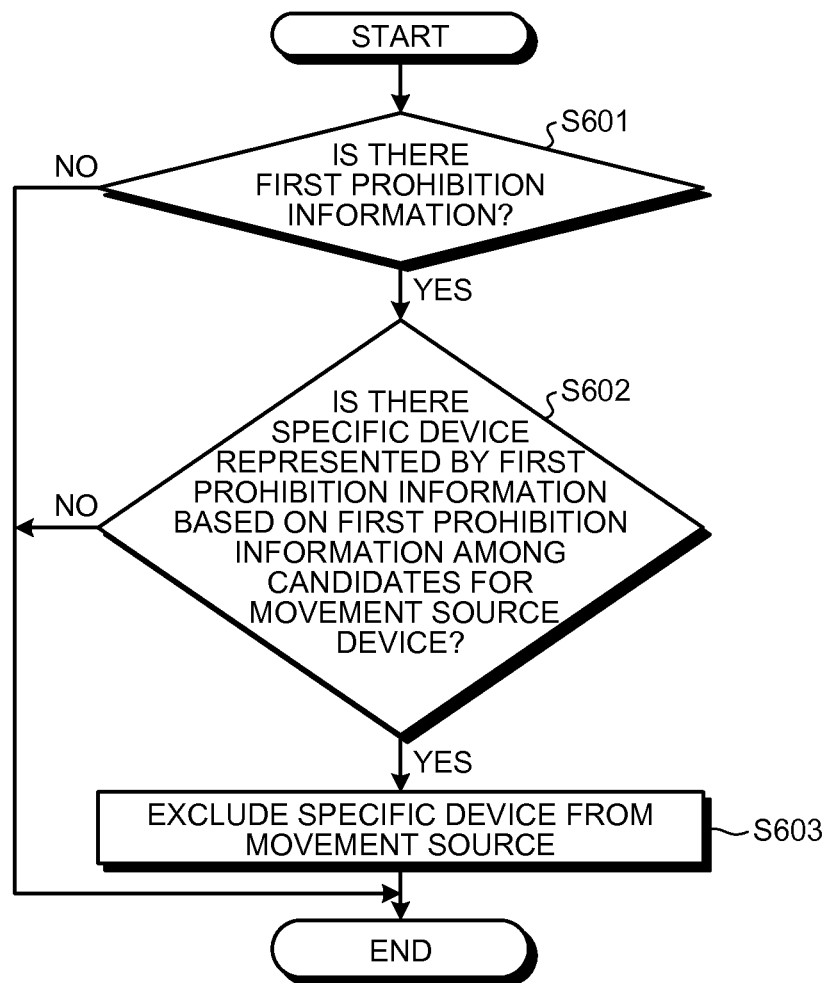 START
S601
IS THERE
FIRST PROHIBITION
INFORMATION?
NO
YES
S602
IS THERE
SPECIFIC DEVICE
REPRESENTED BY FIRST
PROHIBITION INFORMATION
BASED ON FIRST PROHIBITION
INFORMATION AMONG
CANDIDATES FOR
MOVEMENT SOURCE
DEVICE?
NO
YES
EXCLUDE SPECIFIC DEVICE FROM
MOVEMENT SOURCE
S603
END